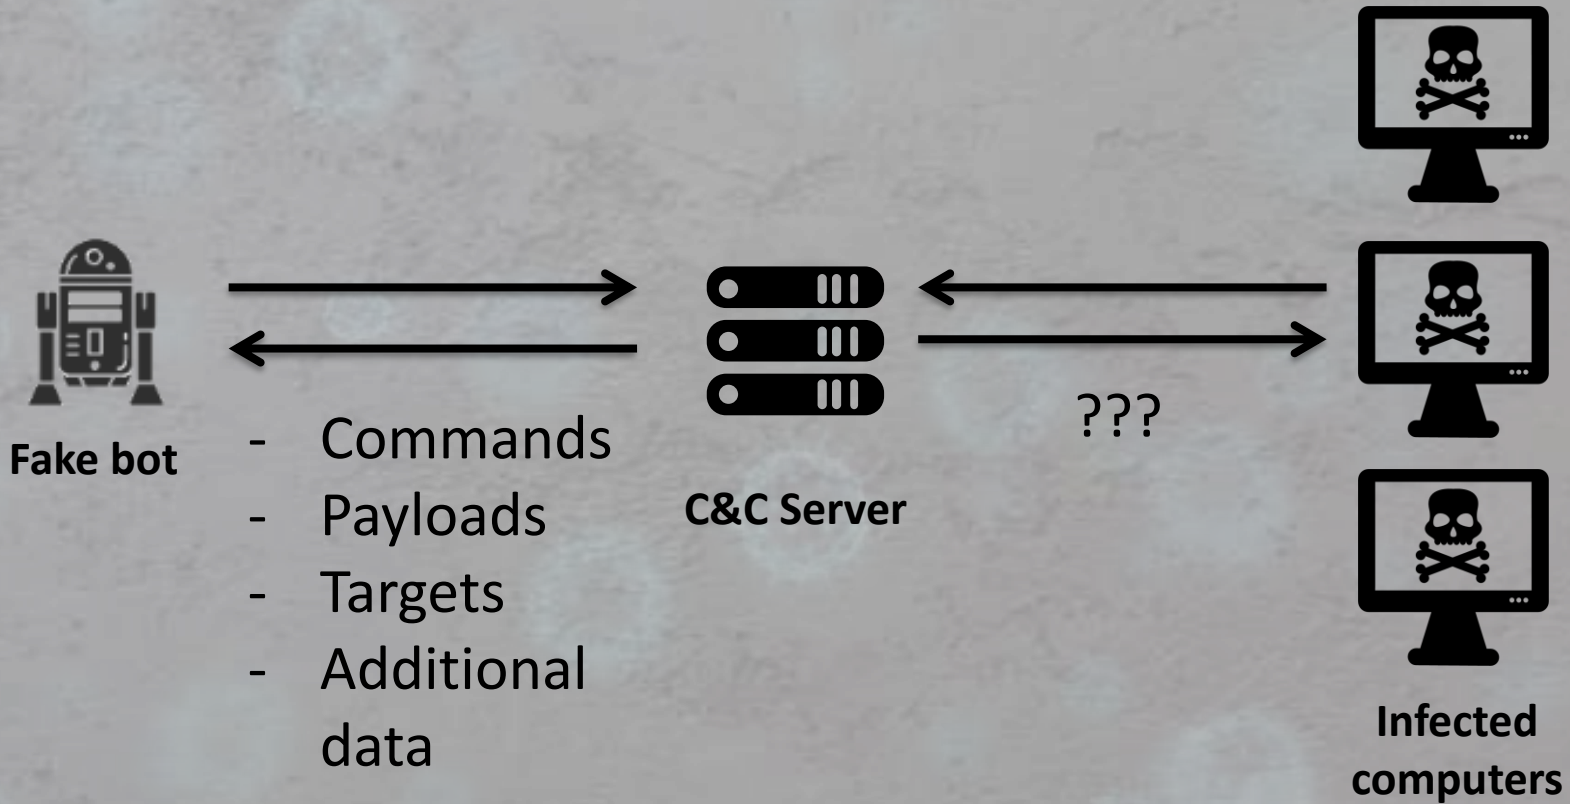 Fake bot
- Commands
- Payloads
- Targets
- Additional
data
C&C Server
???
Infected
computers